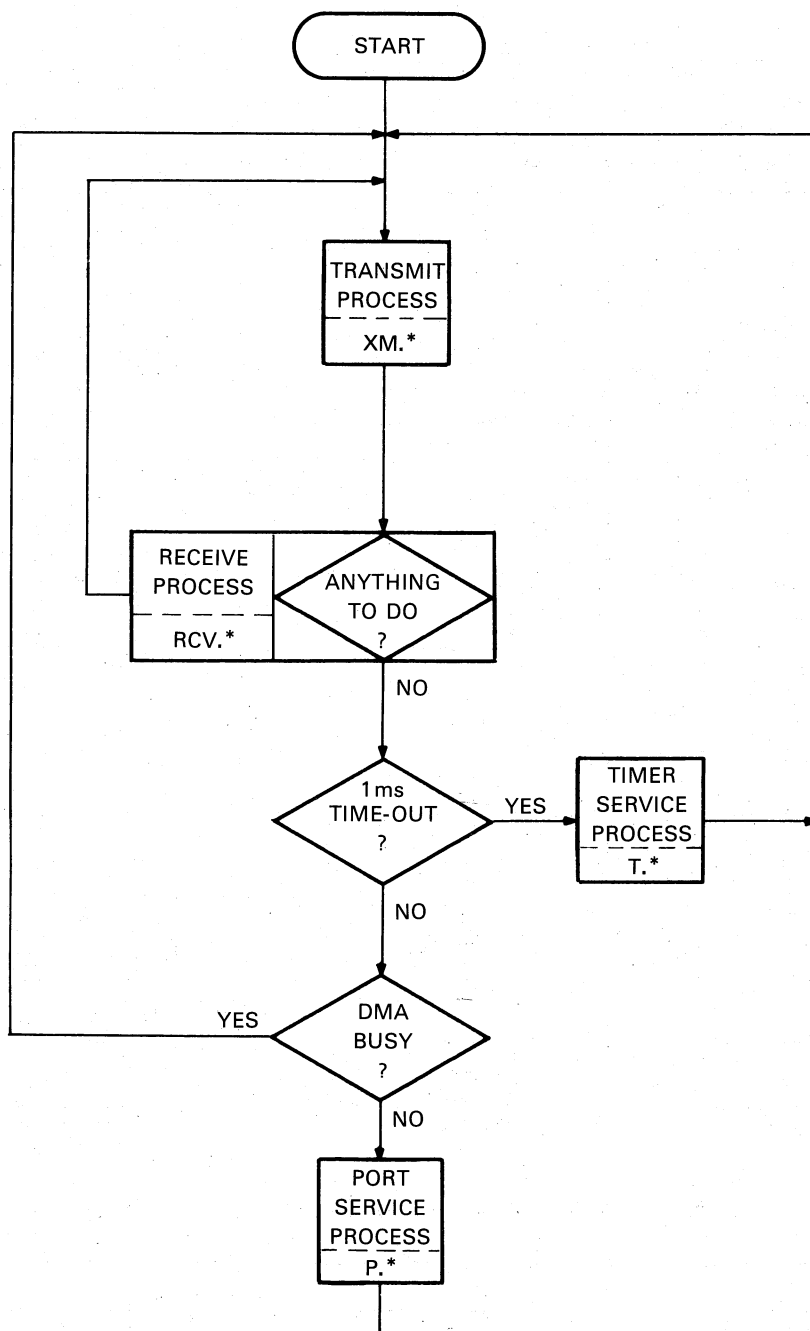 START
TRANSMIT
PROCESS
XM.*
RECEIVE
PROCESS
RCV.*
ANYTHING
TO DO
?
NO
1ms
TIME-OUT
?
YES
TIMER
SERVICE
PROCESS
T.*
NO
DMA
BUSY
?
YES
NO
PORT
SERVICE
PROCESS
P.*